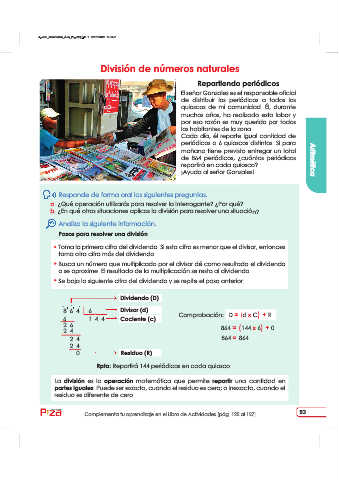 División de números naturales
Repartiendo periódicos
El señor Gonzales es el responsable oficial
de distribuir los periódicos a todos los
quioscos de mi comunidad. Él, durante
muchos años, ha realizado esta labor y
por esa razón es muy querido por todos
los habitantes de la zona.
Cada día, él reparte igual cantidad de
periódicos a 6 quioscos distintos. Si para
mañana tiene previsto entregar un total
de 864 periódicos, ¿cuántos periódicos
repartirá en cada quiosco?
¡Ayuda al señor Gonzales!
Aritmética
Responde de forma oral las siguientes preguntas.
a. ¿Qué operación utilizarás para resolver la interrogante? ¿Por qué?
b. ¿En qué otras situaciones aplicas la división para resolver una situación?
Analiza la siguiente información.
Pasos para resolver una división
• Toma la primera cifra del dividendo. Si esta cifra es menor que el divisor, entonces
toma otra cifra más del dividendo.
• Busca un número que multiplicado por el divisor dé como resultado el dividendo
o se aproxime. El resultado de la multiplicación se resta al dividendo.
• Se baja la siguiente cifra del dividendo y se repite el paso anterior.
Dividendo (D)
8 6 4 6 Divisor (d)
6 1 4 4 Cociente (c)
2 6
2 4
2 4
2 4
0 Residuo (R)
Comprobación: D = (d x C) + R
864 = (144 x 6) + 0
864 = 864
Rpta: Repartirá 144 periódicos en cada quiosco.
La división es la operación matemática que permite repartir una cantidad en
partes iguales. Puede ser exacta, cuando el residuo es cero; o inexacta, cuando el
residuo es diferente de cero.
Complementa tu aprendizaje en el Libro de Actividades (pág. 122 al 127).
53